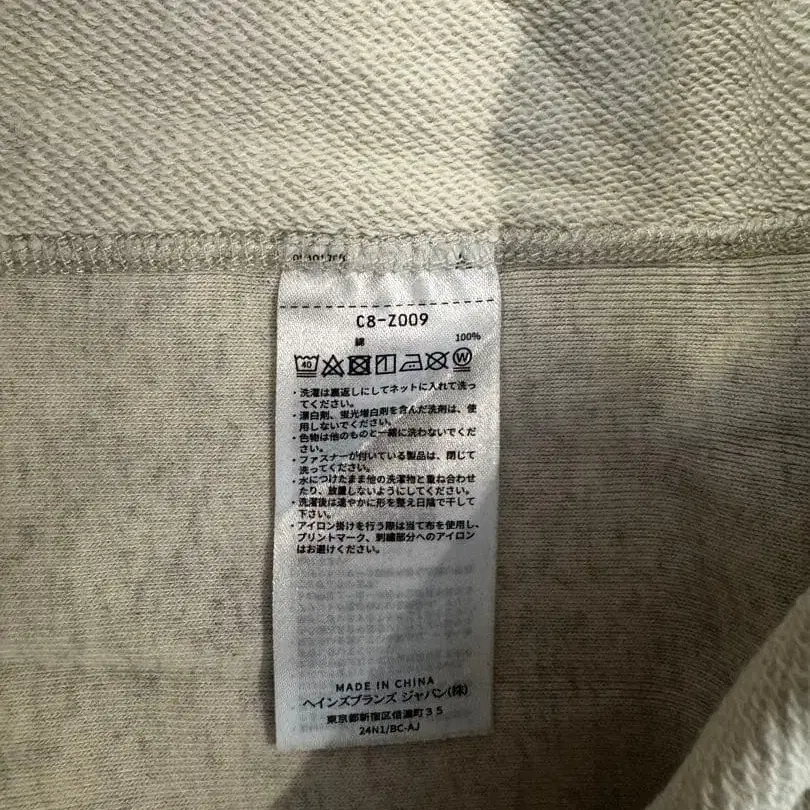 C8-Z009
綿 100%
40 W
・洗濯は裏返しにしてネットに入れて洗っ
てください。
・漂白剤、蛍光増白剤を含んだ洗剤は、使
用しないでください。
・色物は他のものと一緒に洗わないでくだ
さい。
・ファスナーが付いている製品は、閉じて
洗ってください。
・水につけたまま他の洗濯物と重ね合わせ
たり、放置しないようにしてください。
・洗濯後は速やかに形を整え日陰で干して
下さい。
・アイロン掛けを行う際は当て布を使用し、
プリントマーク、刺繍部分へのアイロン
はお避けください。
MADE IN CHINA
ヘインズブランズ ジャパン(株)
東京都新宿区信濃町35
24N1/BC-AJ